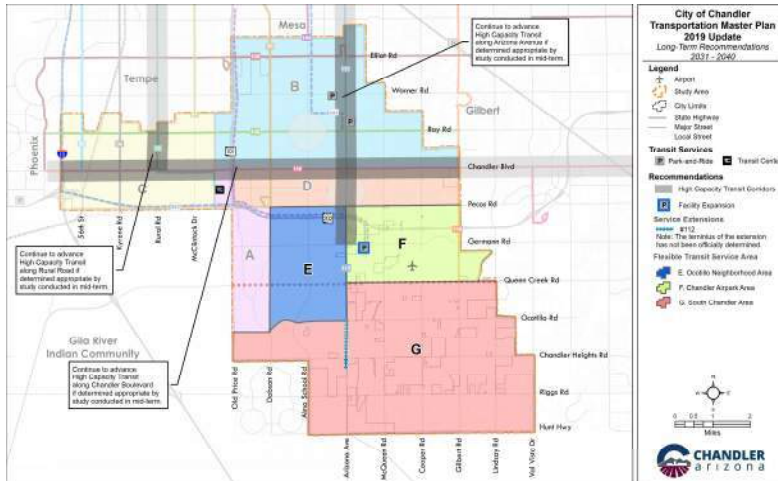 City of Chandler
Transportation Master Plan
2019 Update
Long-Term Recommendations
2031 - 2040
Legend
Airport
Study Area
City Limits
State Highway
Major Street
Local Street
Transit Services
P Park-and-Ride
Transit Cente
Recommendations
High Capacity Transit Corridors
P Facility Expansion
Service Extensions
#112
Note: The terminius of the extension
has not been officially determined.
Flexible Transit Service Area
E. Ocotillo Neighborhood Area
F. Chandler Airpark Area
G. South Chandler Area
0 0.5 1 2
Miles
CHANDLER
arizona
Mesa
Tempe
Phoenix
Gilbert
Gila River
Indian Community
Continue to advance
High Capacity Transit
along Arizona Avenue if
determined appropriate by
study conducted in mid-term.
Continue to advance
High Capacity Transit
along Rural Road if
determined appropriate by
study conducted in mid-term.
Continue to advance
High Capacity Transit
along Chandler Boulevard
if determined appropriate by
study conducted in mid-term.
Elliot Rd
Warner Rd
Ray Rd
Chandler Blvd
Pecos Rd
Germann Rd
Queen Creek Rd
Ocotillo Rd
Chandler Heights Rd
Riggs Rd
Hunt Hwy
56th St
Kyrene Rd
Rural Rd
McClintock Dr
Old Price Rd
Dobson Rd
Alma School Rd
Arizona Ave
McQueen Rd
Cooper Rd
Gilbert Rd
Lindsay Rd
Val Vista Dr
A
B
C
D
E
F
G
P
P
P